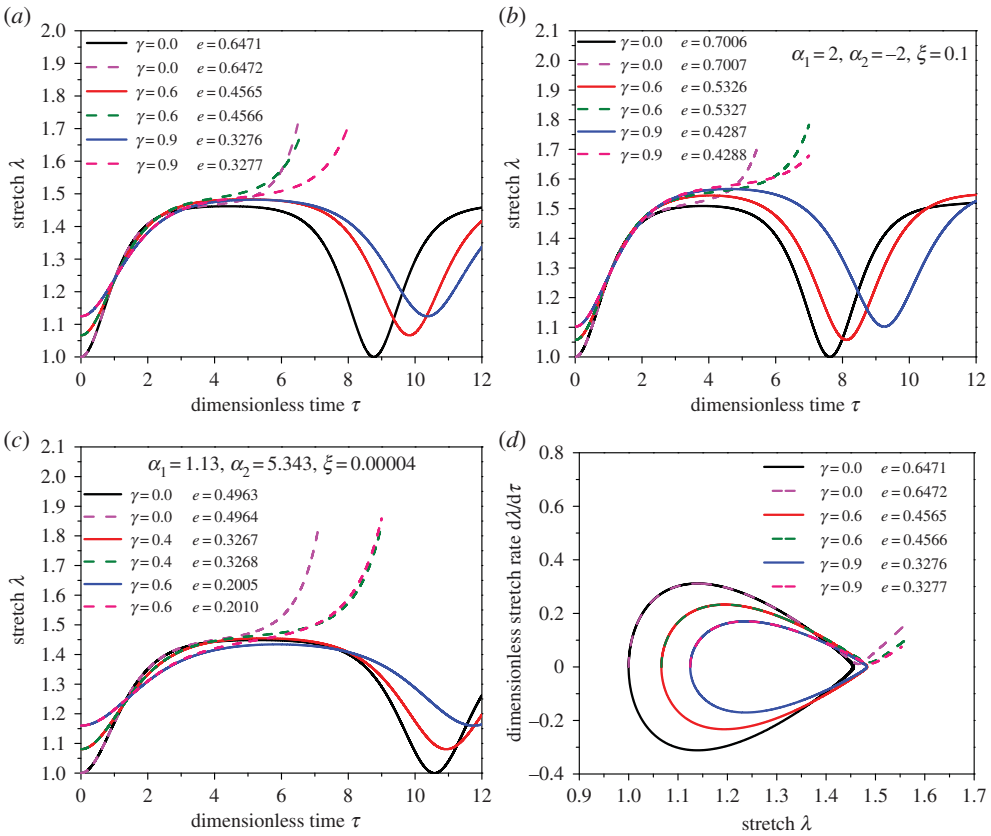 (a)
2.0
1.9
1.8
1.7
1.6
1.5
1.4
1.3
1.2
1.1
1.0
stretch λ
γ = 0.0 e = 0.6471
γ = 0.0 e = 0.6472
γ = 0.6 e = 0.4565
γ = 0.6 e = 0.4566
γ = 0.9 e = 0.3276
γ = 0.9 e = 0.3277
0 2 4 6 8 10 12
dimensionless time τ
(b)
2.1
2.0
1.9
1.8
1.7
1.6
1.5
1.4
1.3
1.2
1.1
1.0
stretch λ
α1 = 2, α2 = –2, ξ = 0.1
γ = 0.0 e = 0.7006
γ = 0.0 e = 0.7007
γ = 0.6 e = 0.5326
γ = 0.6 e = 0.5327
γ = 0.9 e = 0.4287
γ = 0.9 e = 0.4288
0 2 4 6 8 10 12
dimensionless time τ
(c)
2.1
2.0
1.9
1.8
1.7
1.6
1.5
1.4
1.3
1.2
1.1
1.0
stretch λ
α1 = 1.13, α2 = 5.343, ξ = 0.00004
γ = 0.0 e = 0.4963
γ = 0.0 e = 0.4964
γ = 0.4 e = 0.3267
γ = 0.4 e = 0.3268
γ = 0.6 e = 0.2005
γ = 0.6 e = 0.2010
0 2 4 6 8 10 12
dimensionless time τ
(d)
0.8
0.6
0.4
0.2
0
–0.2
–0.4
dimensionless stretch rate dλ/dτ
γ = 0.0 e = 0.6471
γ = 0.0 e = 0.6472
γ = 0.6 e = 0.4565
γ = 0.6 e = 0.4566
γ = 0.9 e = 0.3276
γ = 0.9 e = 0.3277
0.9 1.0 1.1 1.2 1.3 1.4 1.5 1.6 1.7
stretch λ